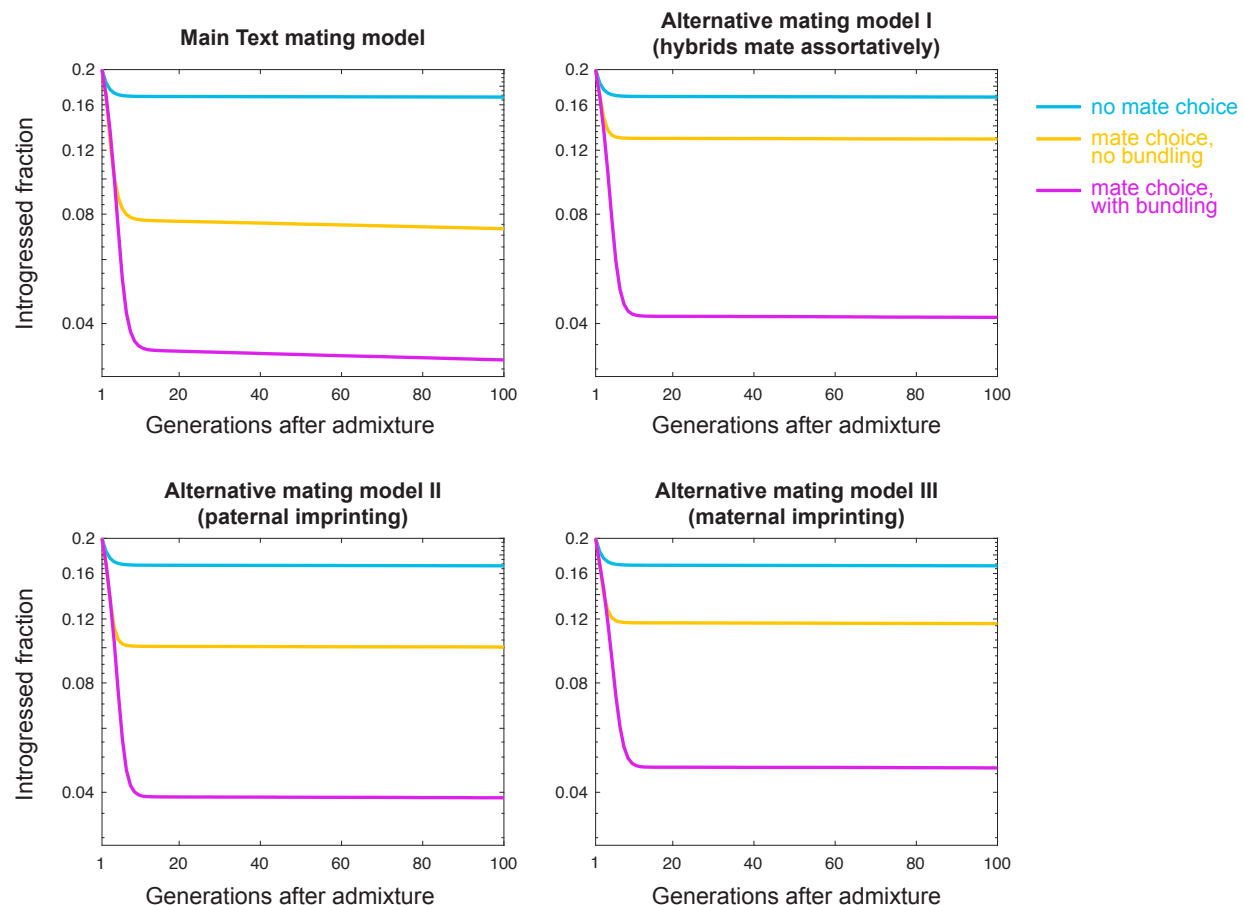 Main Text mating model
0.2
0.16
0.12
0.08
0.04
Introgressed fraction
1
20
40
60
80
100
Generations after admixture
Alternative mating model I
(hybrids mate assortatively)
0.2
0.16
0.12
0.08
0.04
1
20
40
60
80
100
Generations after admixture
no mate choice
mate choice,
no bundling
mate choice,
with bundling
Alternative mating model II
(paternal imprinting)
0.2
0.16
0.12
0.08
0.04
Introgressed fraction
1
20
40
60
80
100
Generations after admixture
Alternative mating model III
(maternal imprinting)
0.2
0.16
0.12
0.08
0.04
1
20
40
60
80
100
Generations after admixture